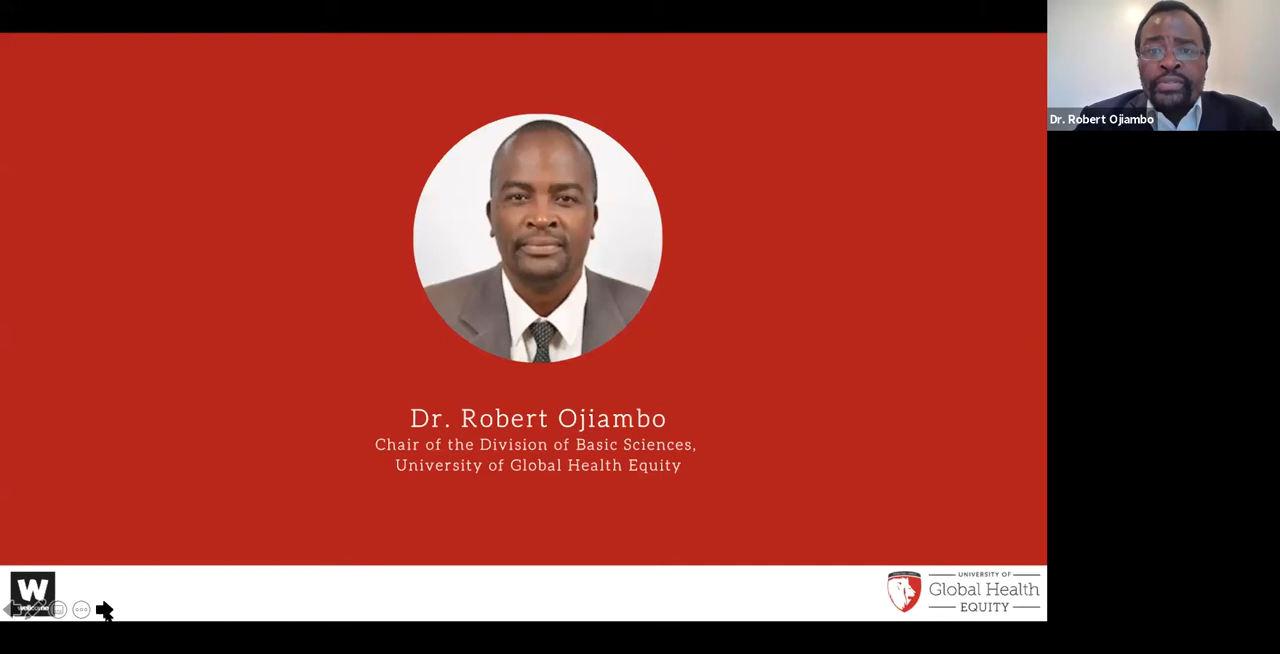 Dr. Robert Ojiambo
Dr. Robert Ojiambo
Chair of the Division of Basic Sciences,
University of Global Health Equity
W
UNIVERSITY OF
Global Health
EQUITY